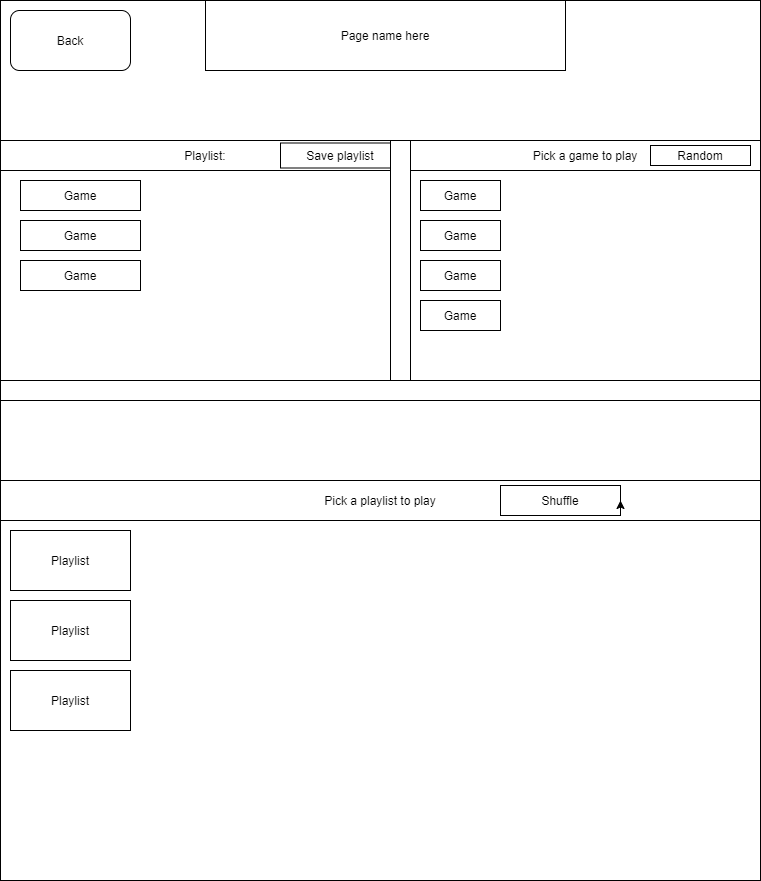 Back
Page name here
Playlist:
Save playlist
Pick a game to play
Random
Game
Game
Game
Game
Game
Game
Game
Pick a playlist to play
Shuffle
Playlist
Playlist
Playlist